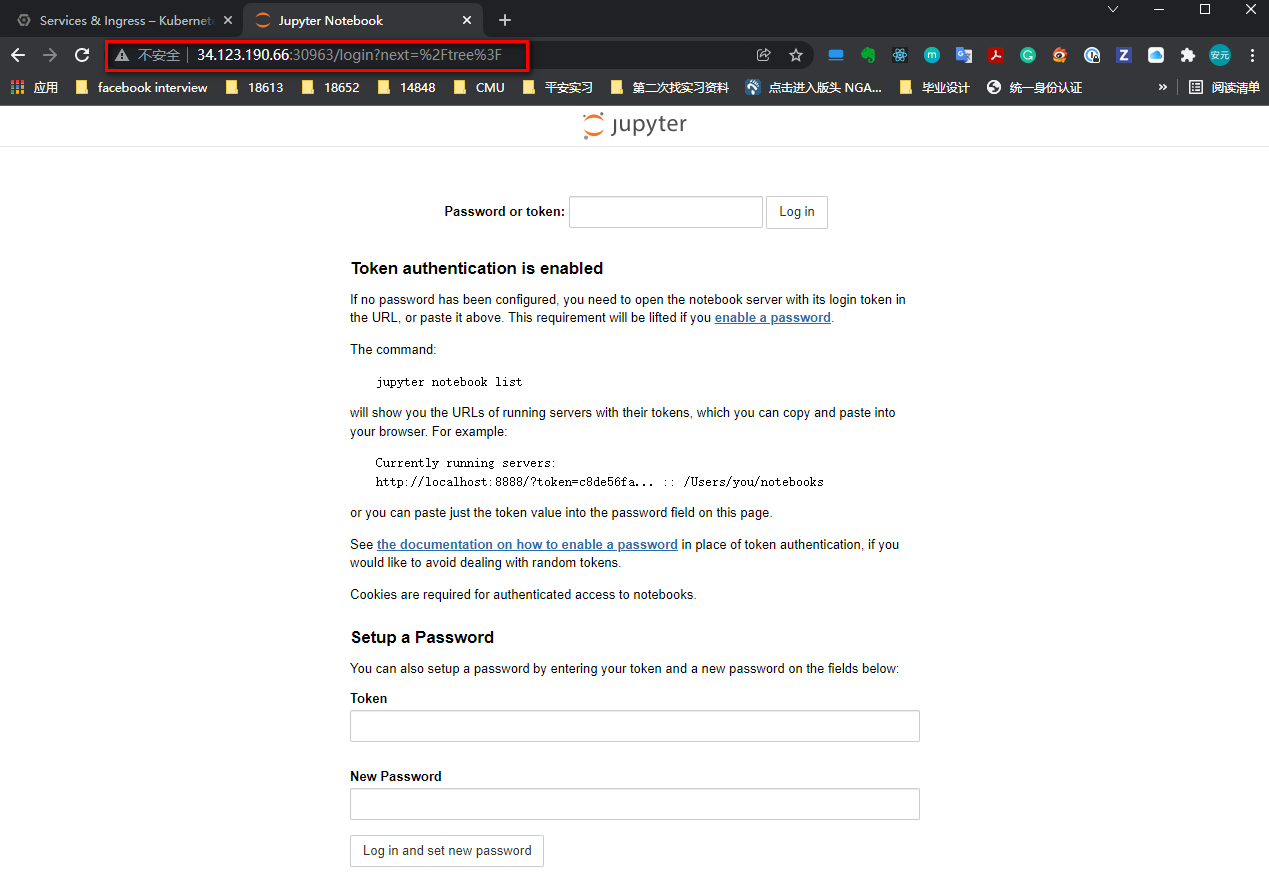 Services & Ingress – Kubernete
Jupyter Notebook
不安全 34.123.190.66:30963/login?next=%2Ftree%3F
安元
应用 facebook interview 18613 18652 14848 CMU 平安实习 第二次找实习资料 点击进入版头 NGA... 毕业设计 统一身份认证 » 阅读清单
jupyter
Password or token: Log in
Token authentication is enabled
If no password has been configured, you need to open the notebook server with its login token in
the URL, or paste it above. This requirement will be lifted if you enable a password.
The command:
jupyter notebook list
will show you the URLs of running servers with their tokens, which you can copy and paste into
your browser. For example:
Currently running servers:
http://localhost:8888/?token=c8de56fa... :: /Users/you/notebooks
or you can paste just the token value into the password field on this page.
See the documentation on how to enable a password in place of token authentication, if you
would like to avoid dealing with random tokens.
Cookies are required for authenticated access to notebooks.
Setup a Password
You can also setup a password by entering your token and a new password on the fields below:
Token
New Password
Log in and set new password